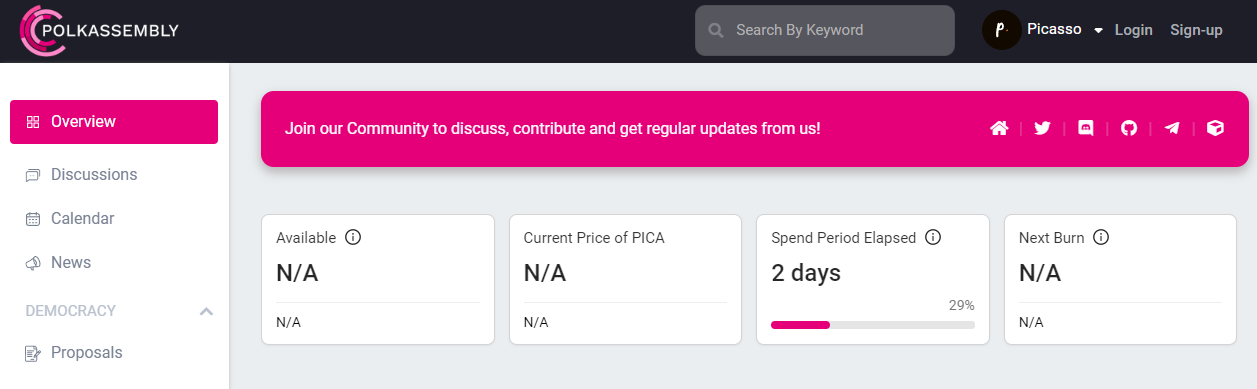 POLKASSEMBLY
Search By Keyword
Picasso
Login
Sign-up
Overview
Discussions
Calendar
News
DEMOCRACY
Proposals
Join our Community to discuss, contribute and get regular updates from us!
Available
N/A
N/A
Current Price of PICA
N/A
N/A
Spend Period Elapsed
2 days
29%
Next Burn
N/A
N/A